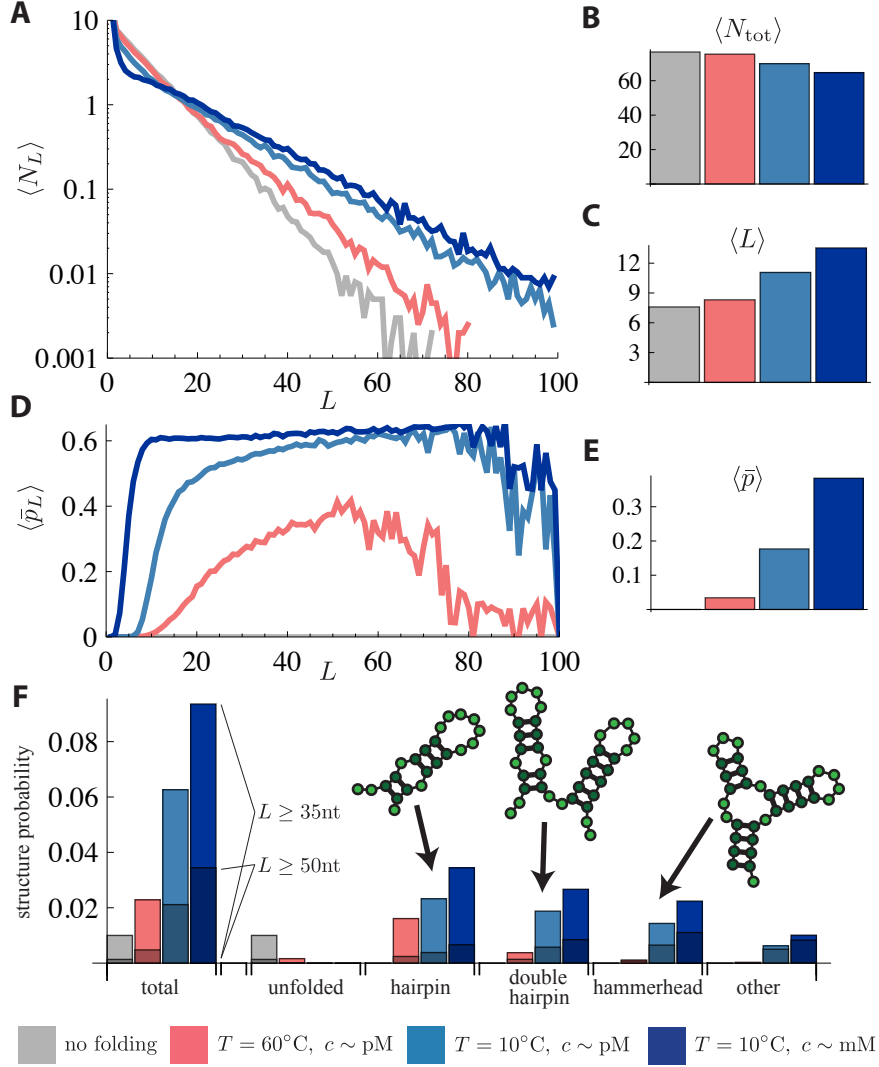 A
⟨N_L⟩
10
1
0.1
0.01
0.001
0
20
40
60
80
100
L
B
⟨N_tot⟩
60
40
20
C
⟨L⟩
12
9
6
3
D
⟨p̄_L⟩
0.6
0.4
0.2
0
0
20
40
60
80
100
L
E
⟨p̄⟩
0.3
0.2
0.1
F
structure probability
0.08
0.06
0.04
0.02
L ≥ 35nt
L ≥ 50nt
total
unfolded
hairpin
double
hairpin
hammerhead
other
no folding
T = 60°C, c ∼ pM
T = 10°C, c ∼ pM
T = 10°C, c ∼ mM